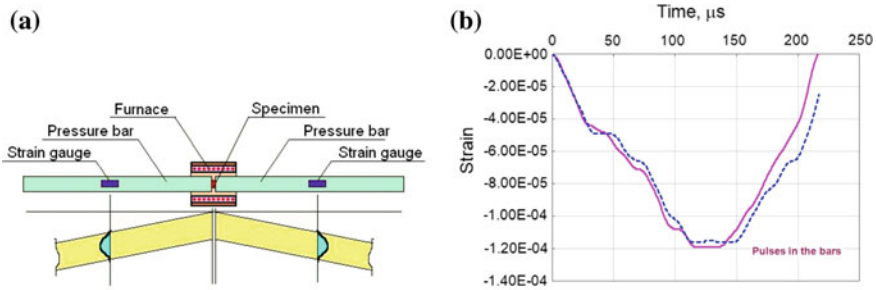 (a)
Furnace
Specimen
Pressure bar
Pressure bar
Strain gauge
Strain gauge
(b)
Time, μs
0
50
100
150
200
250
0.00E+00
-2.00E-05
-4.00E-05
-6.00E-05
-8.00E-05
-1.00E-04
-1.20E-04
-1.40E-04
Strain
Pulses in the bars